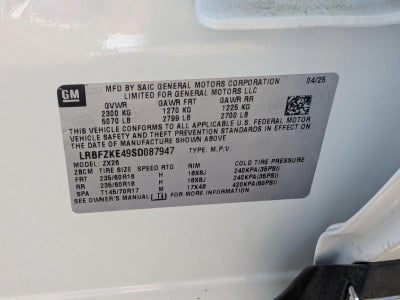 GM
MFD BY SAIC GENERAL MOTORS CORPORATION 04/25
LIMITED FOR GENERAL MOTORS LLC
GVWR GAWR FRT GAWR RR
2300 KG 1270 KG 1225 KG
5070 LB 2799 LB 2700 LB
THIS VEHICLE CONFORMS TO ALL APPLICABLE U.S. FEDERAL MOTOR
VEHICLE SAFETY AND THEFT PREVENTION STANDARDS IN EFFECT ON
THE DATE OF MANUFACTURE SHOWN ABOVE.
LRBFZKE49SD087947 TYPE: M.P.V.
MODEL: ZX26
ZBCM TIRE SIZE SPEED RTG RIM COLD TIRE PRESSURE
FRT 235/60R18 H 18X8J 240KPA(35PSI)
RR 235/60R18 H 18X8J 240KPA(35PSI)
SPA T145/70R17 M 17X4B 420KPA(60PSI)
SEE OWNER'S MANUAL FOR MORE INFORMATION